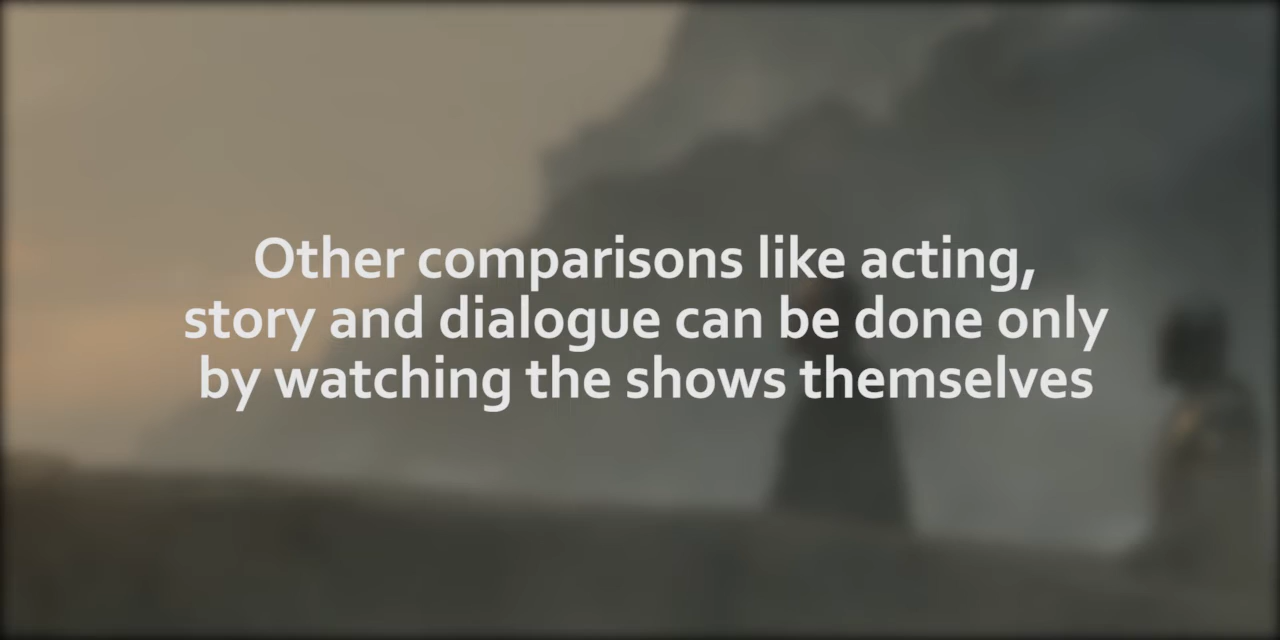 Other comparisons like acting,
story and dialogue can be done only
by watching the shows themselves